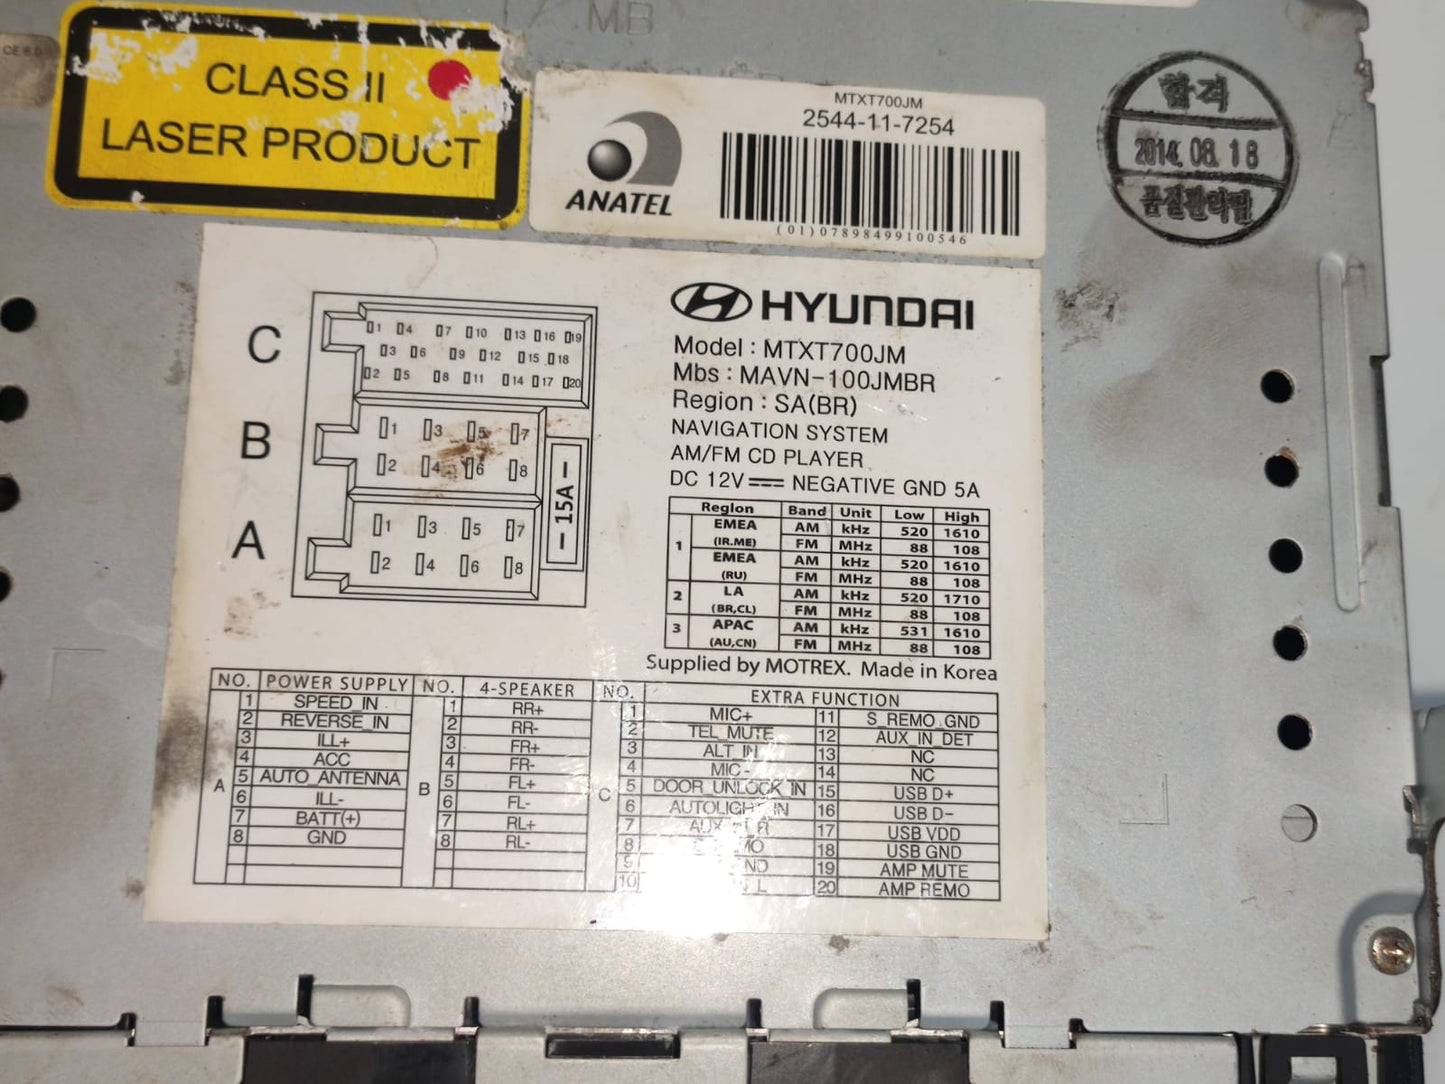 MB
CE 6.0
CLASS II
LASER PRODUCT
ANATEL
MTXT700JM
2544-11-7254
(01)07898499100546
합격
2014. 08. 18
품질관리팀
C
B
A
1 4 7 10 13 16 19
3 6 9 12 15 18
2 5 8 11 14 17 20
1 3 5 7
2 4 6 8
1 3 5 7
2 4 6 8
15A
HYUNDAI
Model : MTXT700JM
Mbs : MAVN-100JMBR
Region : SA(BR)
NAVIGATION SYSTEM
AM/FM CD PLAYER
DC 12V NEGATIVE GND 5A
Region Band Unit Low High
1 EMEA (IR.ME) AM kHz 520 1610
FM MHz 88 108
EMEA (RU) AM kHz 520 1610
FM MHz 88 108
2 LA (BR,CL) AM kHz 520 1710
FM MHz 88 108
3 APAC (AU,CN) AM kHz 531 1610
FM MHz 88 108
Supplied by MOTREX. Made in Korea
NO. POWER SUPPLY NO. 4-SPEAKER NO. EXTRA FUNCTION
A B C
1 SPEED_IN 1 RR+ 1 MIC+ 11 S_REMO GND
2 REVERSE_IN 2 RR- 2 TEL_MUTE 12 AUX_IN_DET
3 ILL+ 3 FR+ 3 ALT_IN 13 NC
4 ACC 4 FR- 4 MIC- 14 NC
5 AUTO_ANTENNA 5 FL+ 5 DOOR_UNLOCK_IN 15 USB D+
6 ILL- 6 FL- 6 AUTOLIGHT_IN 16 USB D-
7 BATT(+) 7 RL+ 7 17 USB VDD
8 GND 8 RL- 8 18 USB GND
9 19 AMP MUTE
10 20 AMP REMO